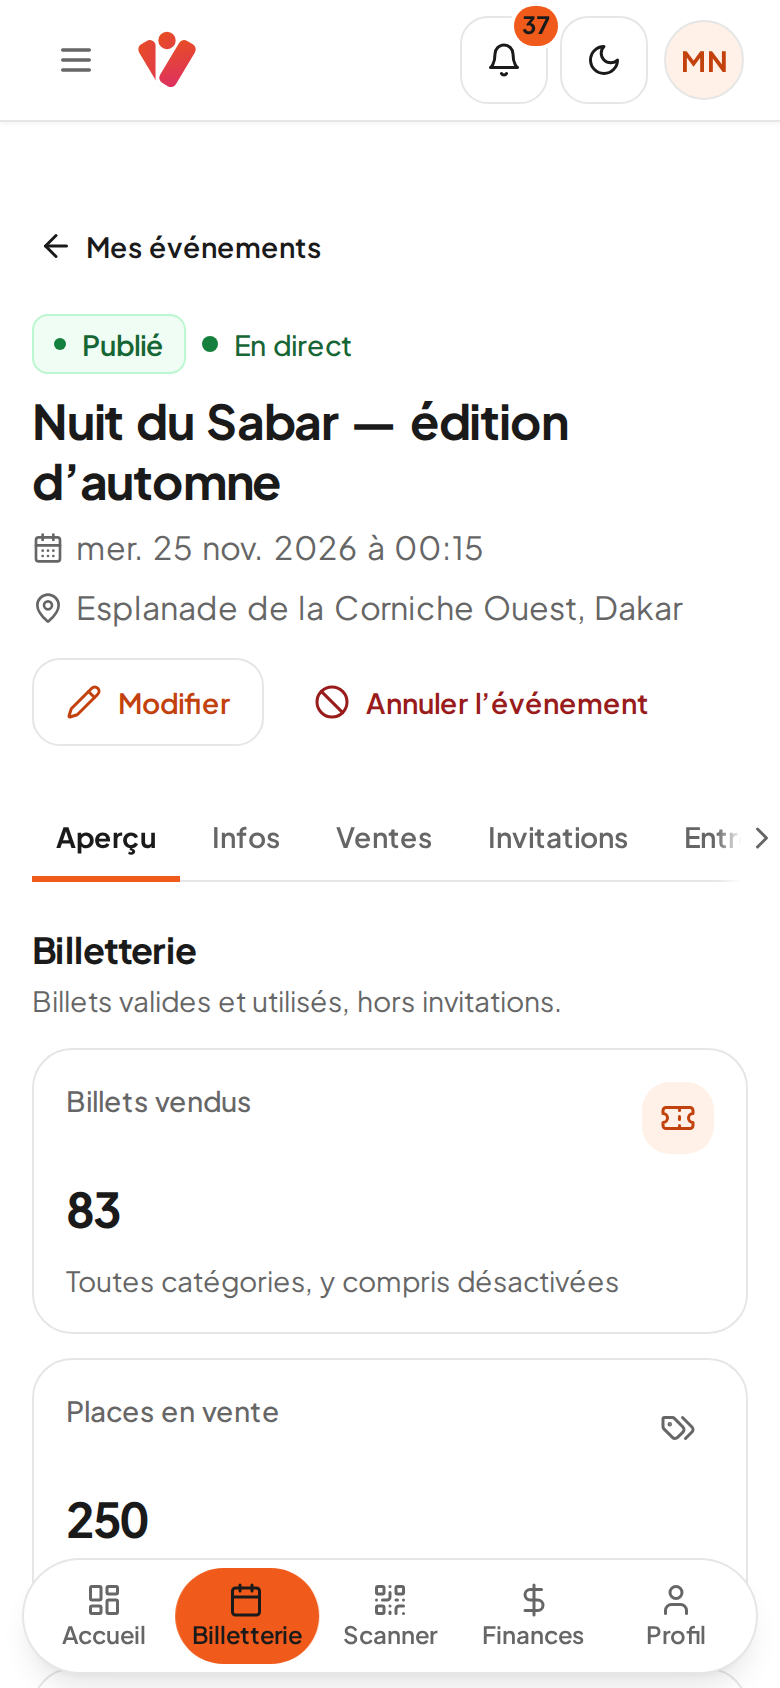 37
MN
Mes événements
Publié
En direct
Nuit du Sabar — édition
d’automne
mer. 25 nov. 2026 à 00:15
Esplanade de la Corniche Ouest, Dakar
Modifier
Annuler l’événement
Aperçu Infos Ventes Invitations
Billetterie
Billets valides et utilisés, hors invitations.
Billets vendus
83
Toutes catégories, y compris désactivées
Places en vente
250
Accueil Billetterie Scanner Finances Profil